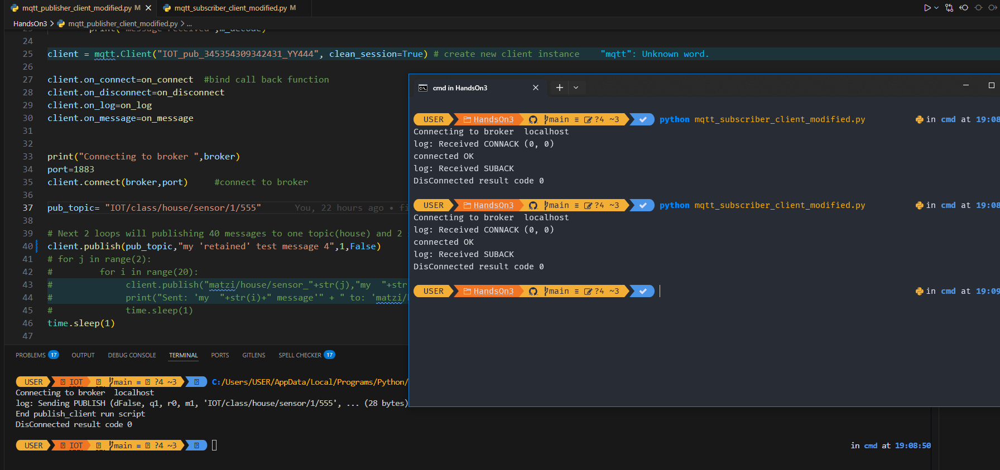 mqtt_publisher_client_modified.py M
mqtt_subscriber_client_modified.py M
HandsOn3 > mqtt_publisher_client_modified.py > ...
24
25 client = mqtt.Client("IOT_pub_345354309342431_YY444", clean_session=True) # create new client instance "mqtt": Unknown word.
26
27 client.on_connect=on_connect #bind call back function
28 client.on_disconnect=on_disconnect
29 client.on_log=on_log
30 client.on_message=on_message
31
32
33 print("Connecting to broker ",broker)
34 port=1883
35 client.connect(broker,port) #connect to broker
36
37 pub_topic= "IOT/class/house/sensor/1/555" You, 22 hours ago •
38
39 # Next 2 loops will publishing 40 messages to one topic(house) and 2
40 client.publish(pub_topic,"my 'retained' test message 4",1,False)
41 # for j in range(2):
42 # for i in range(20):
43 # client.publish("matzi/house/sensor_"+str(j),"my "+str
44 # print("Sent: 'my "+str(i)+" message'" + " to: 'matzi/
45 # time.sleep(1)
46 time.sleep(1)
47
PROBLEMS 17 OUTPUT DEBUG CONSOLE TERMINAL PORTS GITLENS SPELL CHECKER 17
USER IOT main ≡ ?4 ~3 C:/Users/USER/AppData/Local/Programs/Python/
Connecting to broker localhost
log: Sending PUBLISH (dFalse, q1, r0, m1, 'IOT/class/house/sensor/1/555', ... (28 bytes)
End publish_client run script
DisConnected result code 0
USER IOT main ≡ ?4 ~3 in cmd at 19:08:50
cmd in HandsOn3
USER HandsOn3 main ≡ ?4 ~3 python mqtt_subscriber_client_modified.py in cmd at 19:08
Connecting to broker localhost
log: Received CONNACK (0, 0)
connected OK
log: Received SUBACK
DisConnected result code 0
USER HandsOn3 main ≡ ?4 ~3 python mqtt_subscriber_client_modified.py in cmd at 19:08
Connecting to broker localhost
log: Received CONNACK (0, 0)
connected OK
log: Received SUBACK
DisConnected result code 0
USER HandsOn3 main ≡ ?4 ~3 in cmd at 19:09